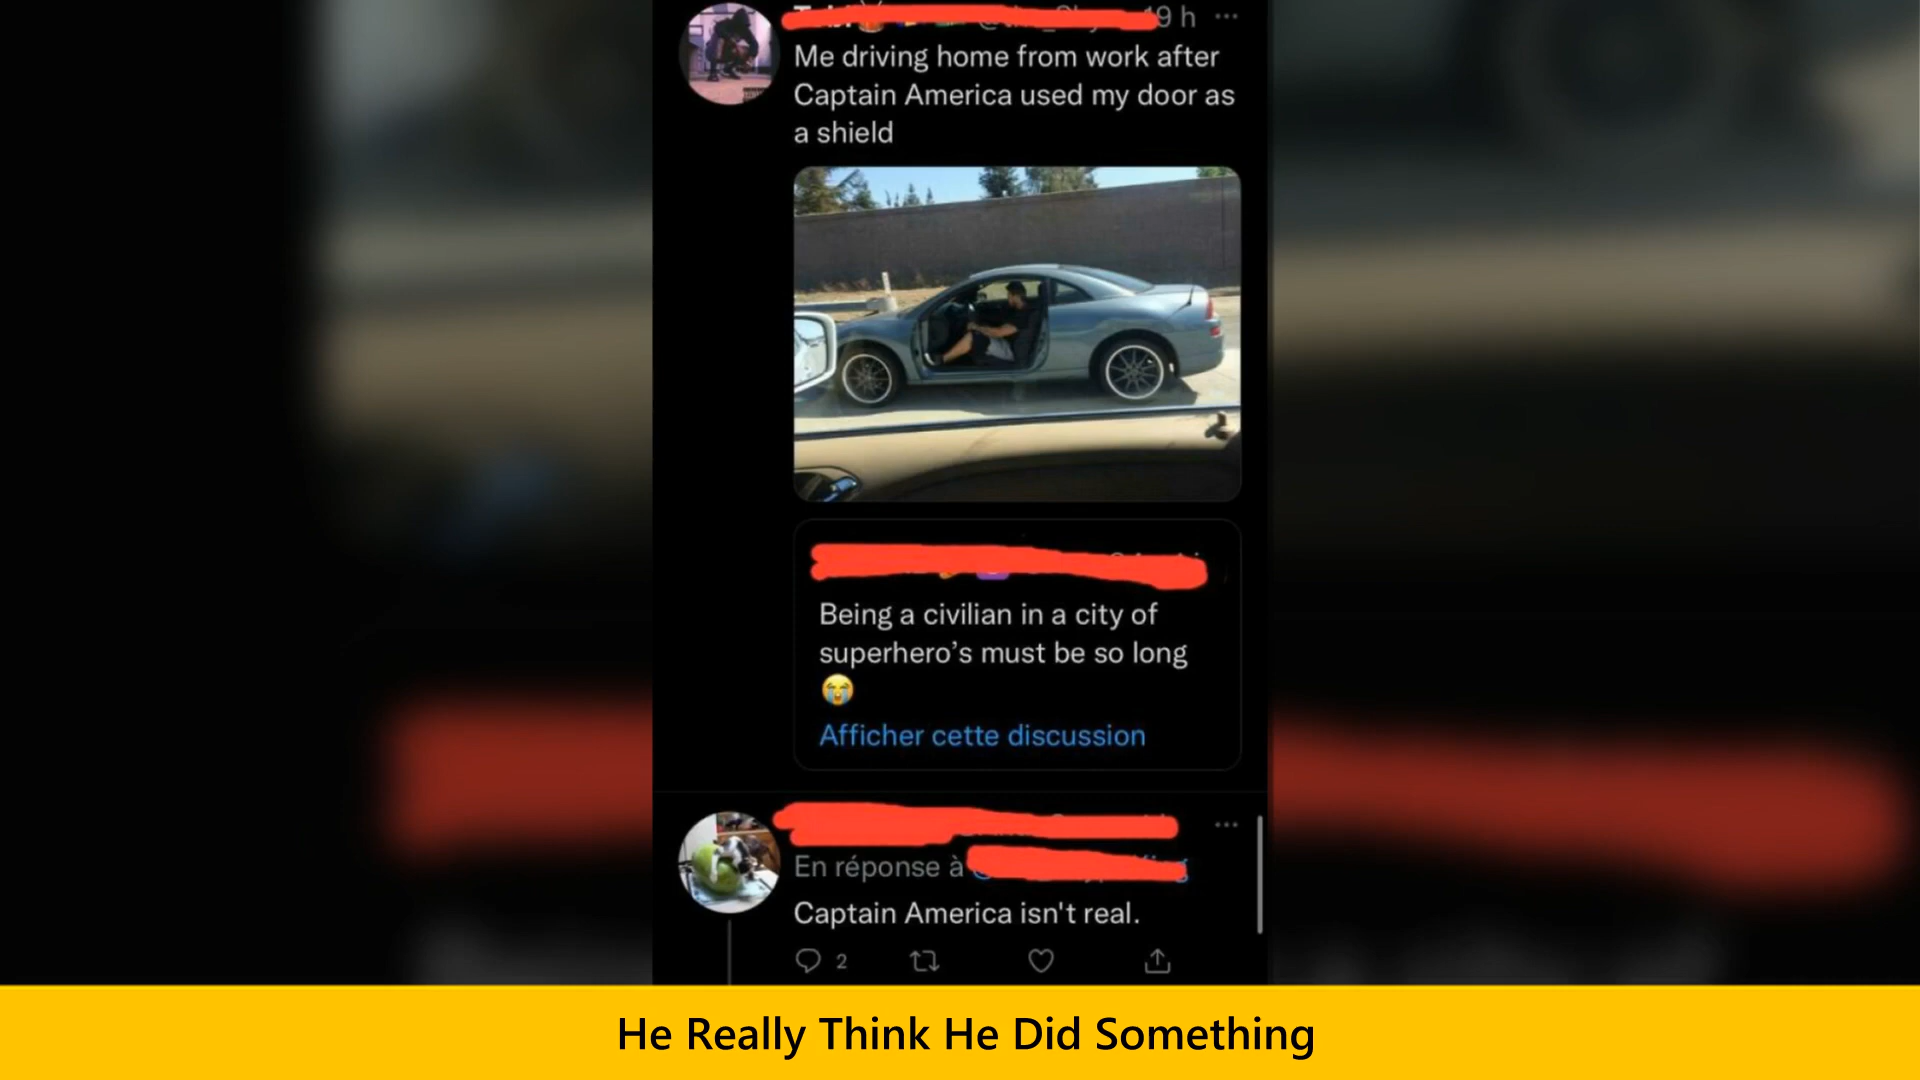 19 h
Me driving home from work after
Captain America used my door as
a shield
Being a civilian in a city of
superhero’s must be so long
😭
Afficher cette discussion
En réponse à
Captain America isn't real.
2
He Really Think He Did Something